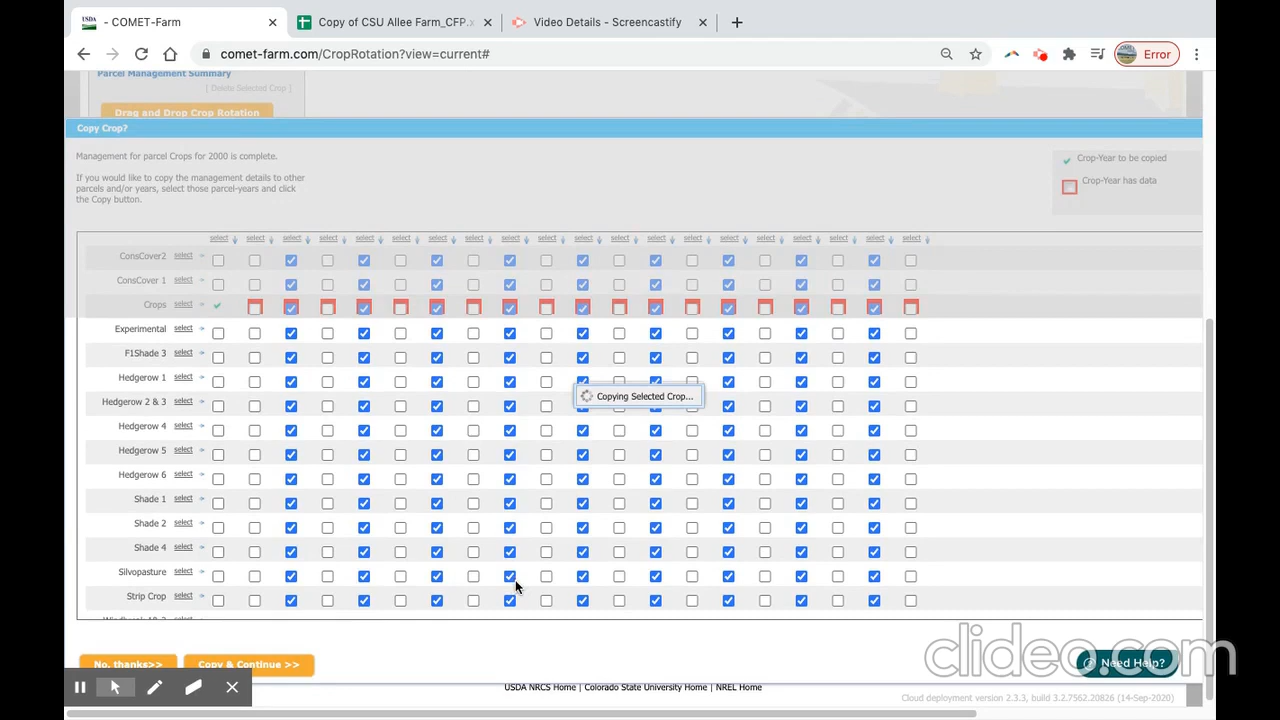 USDA - COMET-Farm Copy of CSU Allee Farm_CFP.x Video Details - Screencastify
comet-farm.com/CropRotation?view=current# Error
Parcel Management Summary
[ Delete Selected Crop ]
Drag and Drop Crop Rotation
Copy Crop?
Management for parcel Crops for 2000 is complete.
If you would like to copy the management details to other
parcels and/or years, select those parcel-years and click
the Copy button.
Crop-Year to be copied
Crop-Year has data
select select select select select select select select select select select select select select select select select select select select
ConsCover2 select
ConsCover 1 select
Crops select
Experimental select
F1Shade 3 select
Hedgerow 1 select
Copying Selected Crop...
Hedgerow 2 & 3 select
Hedgerow 4 select
Hedgerow 5 select
Hedgerow 6 select
Shade 1 select
Shade 2 select
Shade 4 select
Silvopasture select
Strip Crop select
No, thanks>> Copy & Continue >>
clideo.com
Need Help?
USDA NRCS Home | Colorado State University Home | NREL Home
Cloud deployment version 2.3.3, build 3.2.7562.20826 (14-Sep-2020)